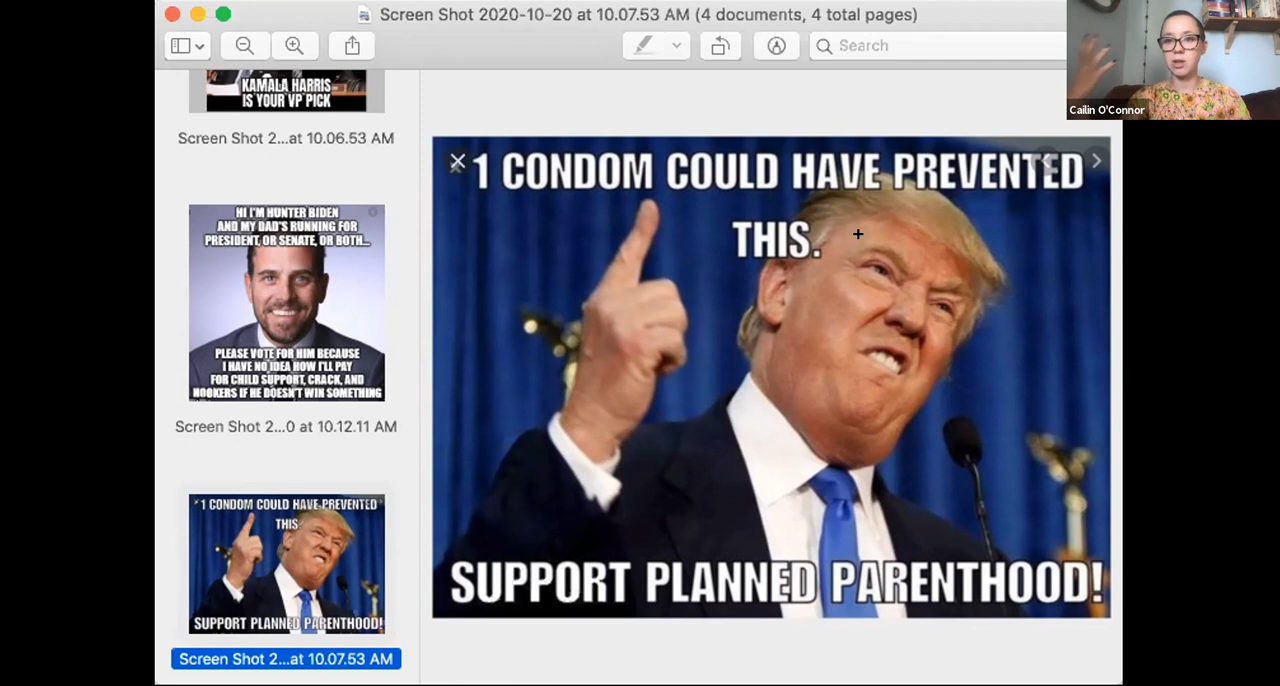 Screen Shot 2020-10-20 at 10.07.53 AM (4 documents, 4 total pages)
Search
Cailin O'Connor
KAMALA HARRIS
IS YOUR VP PICK
Screen Shot 2...at 10.06.53 AM
HI I'M HUNTER BIDEN
AND MY DAD'S RUNNING FOR
PRESIDENT, OR SENATE, OR BOTH...
PLEASE VOTE FOR HIM BECAUSE
I HAVE NO IDEA HOW I'LL PAY
FOR CHILD SUPPORT, CRACK, AND
HOOKERS IF HE DOESN'T WIN SOMETHING
Screen Shot 2...0 at 10.12.11 AM
1 CONDOM COULD HAVE PREVENTED
THIS.
SUPPORT PLANNED PARENTHOOD!
Screen Shot 2...at 10.07.53 AM
1 CONDOM COULD HAVE PREVENTED
THIS.
SUPPORT PLANNED PARENTHOOD!